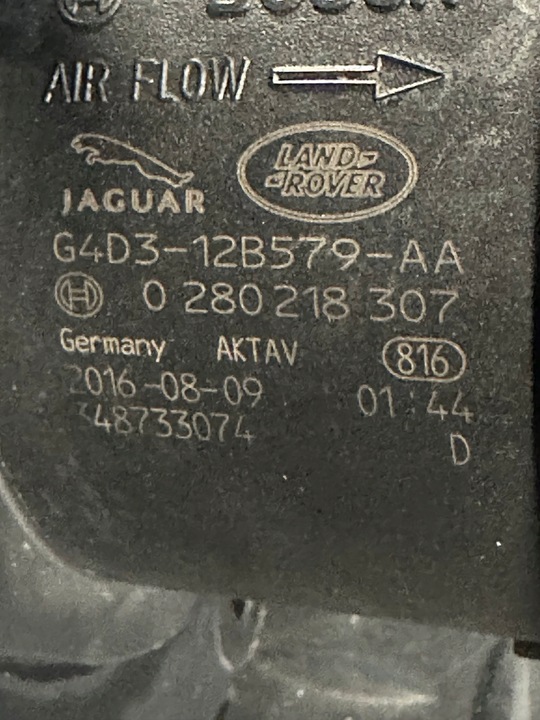 AIR FLOW
JAGUAR
LAND-
-ROVER
G4D3-12B579-AA
0 280 218 307
Germany AKTAV 816
2016-08-09 01:44
348733074
D